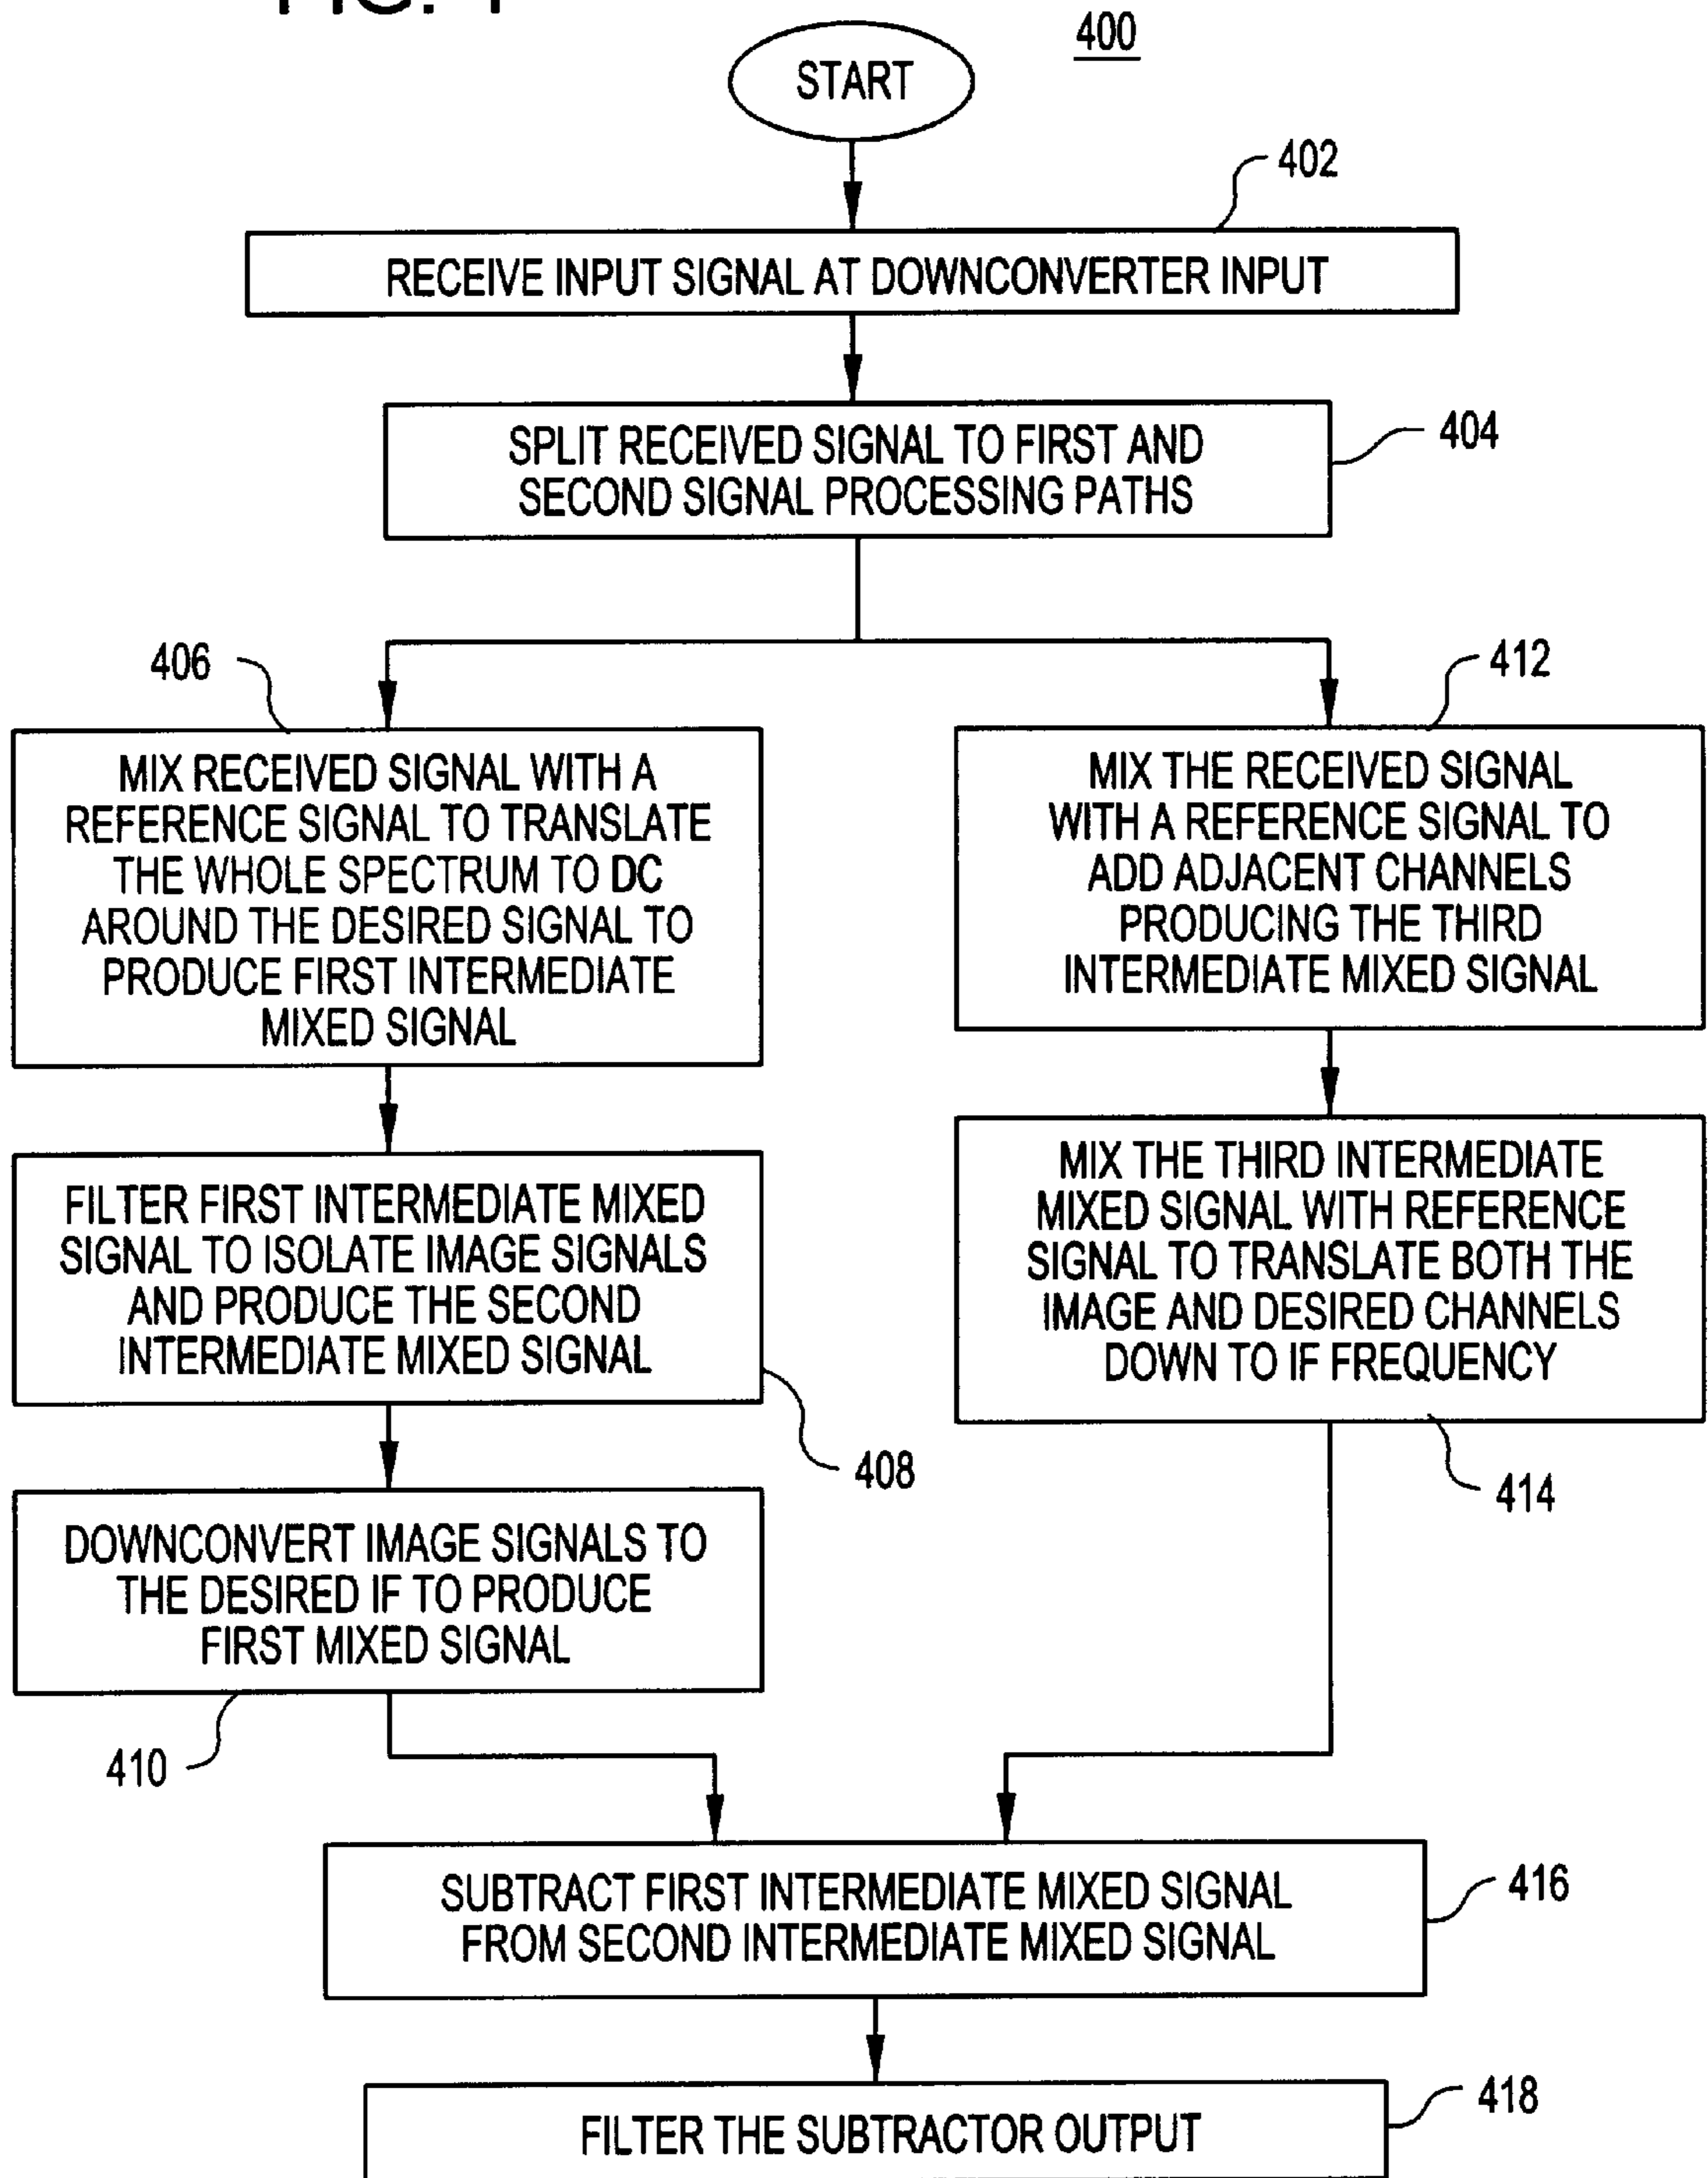 400
START
402
RECEIVE INPUT SIGNAL AT DOWNCONVERTER INPUT
404
SPLIT RECEIVED SIGNAL TO FIRST AND
SECOND SIGNAL PROCESSING PATHS
406
MIX RECEIVED SIGNAL WITH A
REFERENCE SIGNAL TO TRANSLATE
THE WHOLE SPECTRUM TO DC
AROUND THE DESIRED SIGNAL TO
PRODUCE FIRST INTERMEDIATE
MIXED SIGNAL
412
MIX THE RECEIVED SIGNAL
WITH A REFERENCE SIGNAL TO
ADD ADJACENT CHANNELS
PRODUCING THE THIRD
INTERMEDIATE MIXED SIGNAL
FILTER FIRST INTERMEDIATE MIXED
SIGNAL TO ISOLATE IMAGE SIGNALS
AND PRODUCE THE SECOND
INTERMEDIATE MIXED SIGNAL
408
MIX THE THIRD INTERMEDIATE
MIXED SIGNAL WITH REFERENCE
SIGNAL TO TRANSLATE BOTH THE
IMAGE AND DESIRED CHANNELS
DOWN TO IF FREQUENCY
414
DOWNCONVERT IMAGE SIGNALS TO
THE DESIRED IF TO PRODUCE
FIRST MIXED SIGNAL
410
SUBTRACT FIRST INTERMEDIATE MIXED SIGNAL
FROM SECOND INTERMEDIATE MIXED SIGNAL
416
FILTER THE SUBTRACTOR OUTPUT
418